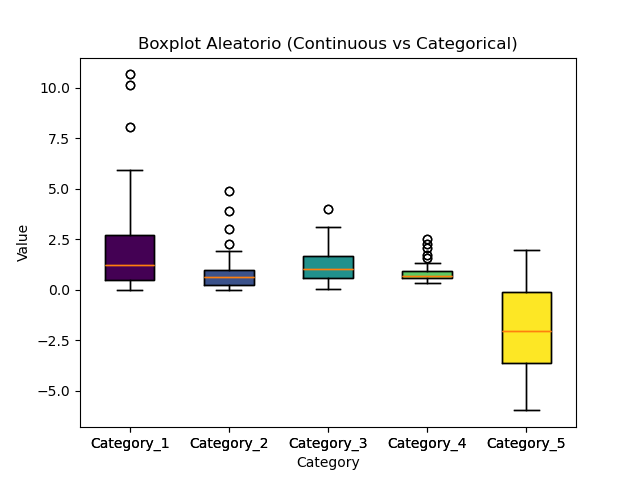 Boxplot Aleatorio (Continuous vs Categorical)
10.0
7.5
5.0
2.5
0.0
−2.5
−5.0
Value
Category_1 Category_2 Category_3 Category_4 Category_5
Category